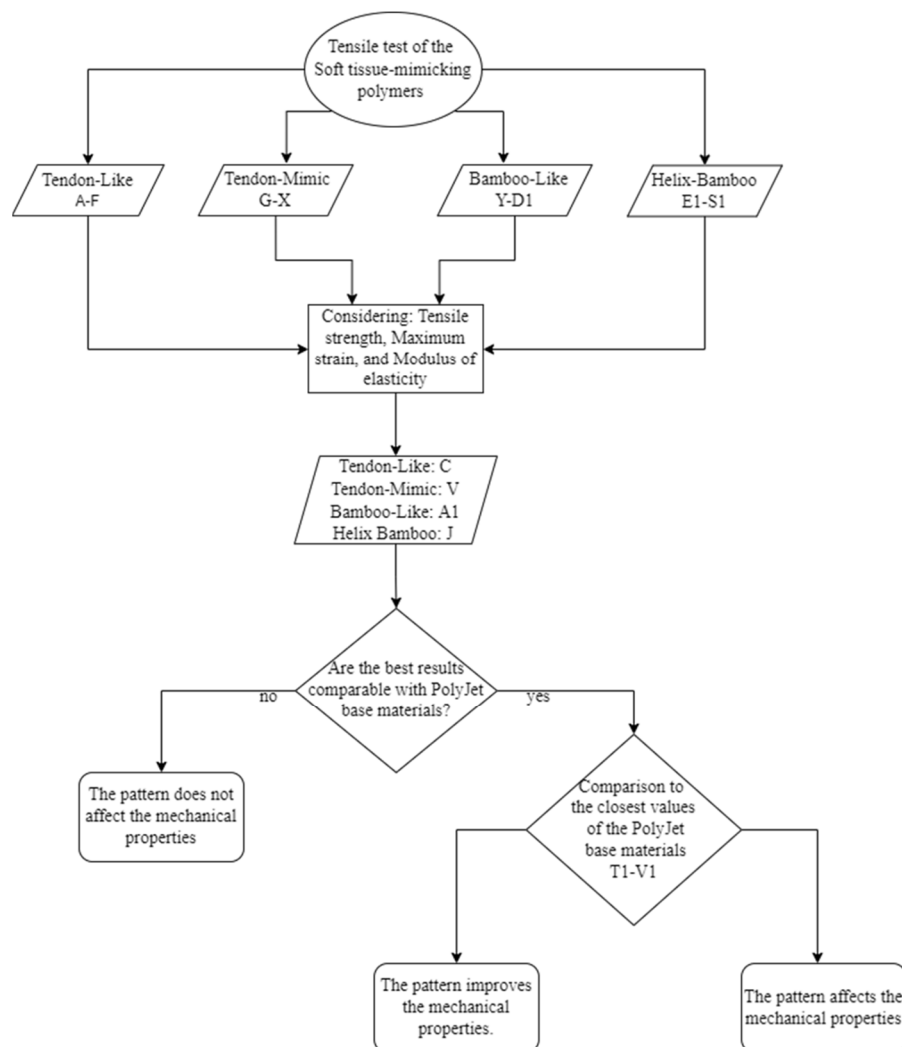 Tensile test of the
Soft tissue-mimicking
polymers
Tendon-Like
A-F
Tendon-Mimic
G-X
Bamboo-Like
Y-D1
Helix-Bamboo
E1-S1
Considering: Tensile
strength, Maximum
strain, and Modulus of
elasticity
Tendon-Like: C
Tendon-Mimic: V
Bamboo-Like: A1
Helix Bamboo: J
Are the best results
comparable with PolyJet
base materials?
no
yes
The pattern does not
affect the mechanical
properties
Comparison to
the closest values
of the PolyJet
base materials
T1-V1
The pattern improves
the mechanical
properties.
The pattern affects the
mechanical properties